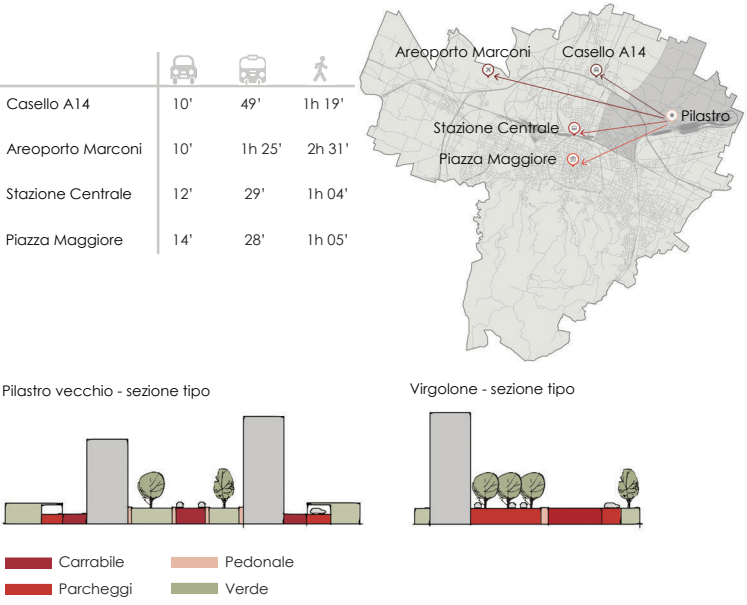 Casello A14 10' 49' 1h 19'
Areoporto Marconi 10' 1h 25' 2h 31'
Stazione Centrale 12' 29' 1h 04'
Piazza Maggiore 14' 28' 1h 05'
Areoporto Marconi
Casello A14
Pilastro
Stazione Centrale
Piazza Maggiore
Pilastro vecchio - sezione tipo
Virgolone - sezione tipo
Carrabile
Pedonale
Parcheggi
Verde